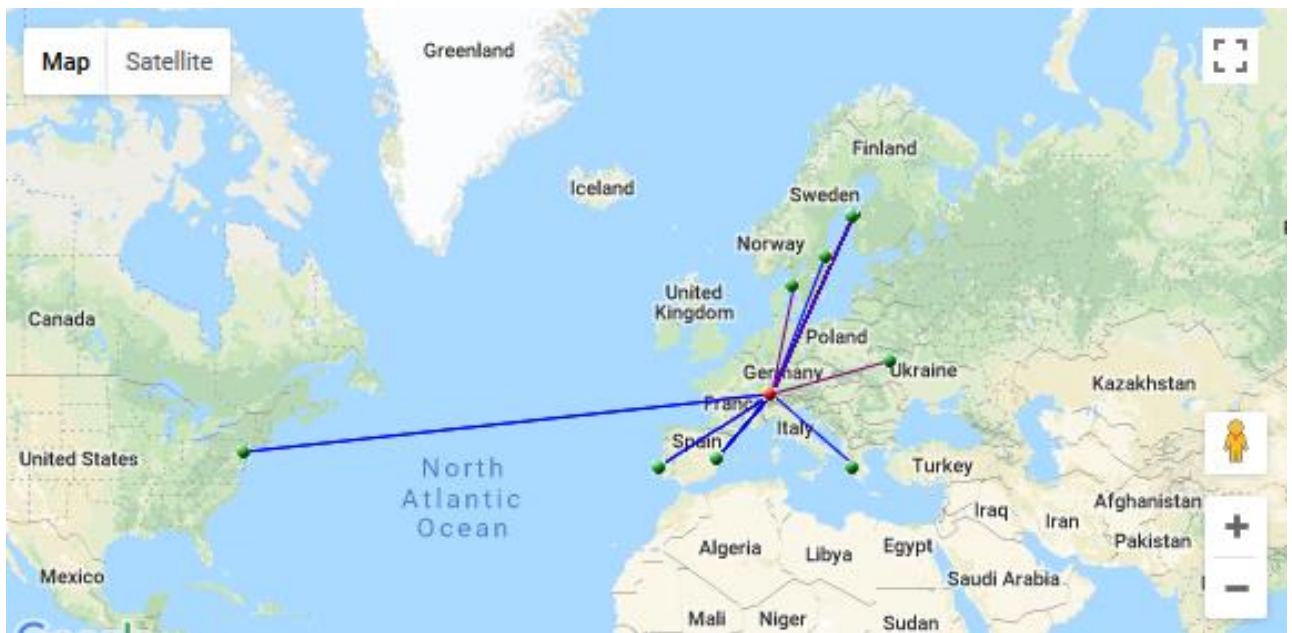 Map
Satellite
Greenland
Finland
Iceland
Sweden
Norway
United
Kingdom
Canada
Poland
Germany
Ukraine
Kazakhstan
Franc
Italy
Spain
United States
North
Atlantic
Ocean
Turkey
Afghanistan
Iraq
Iran
Pakistan
Algeria
Libya
Egypt
Saudi Arabia
Mexico
Mali
Niger
Sudan